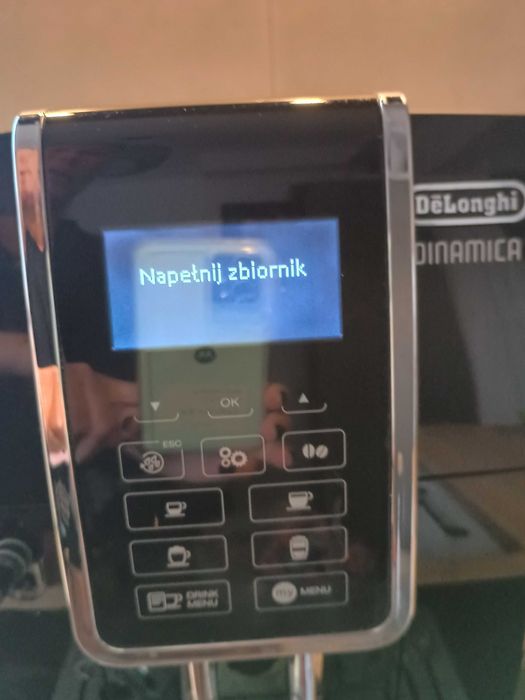 DēLonghi
DINAMICA
Napełnij zbiornik
OK
ESC
DRINK
MENU
my MENU